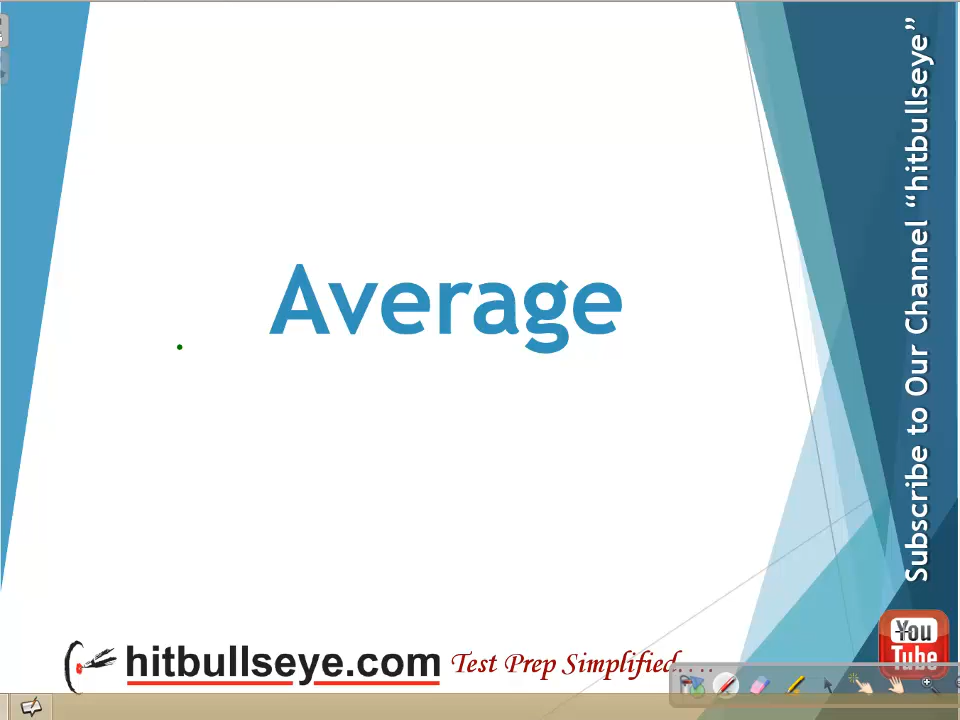 Average
Subscribe to Our Channel “hitbullseye”
You
Tube
hitbullseye.com Test Prep Simplified....